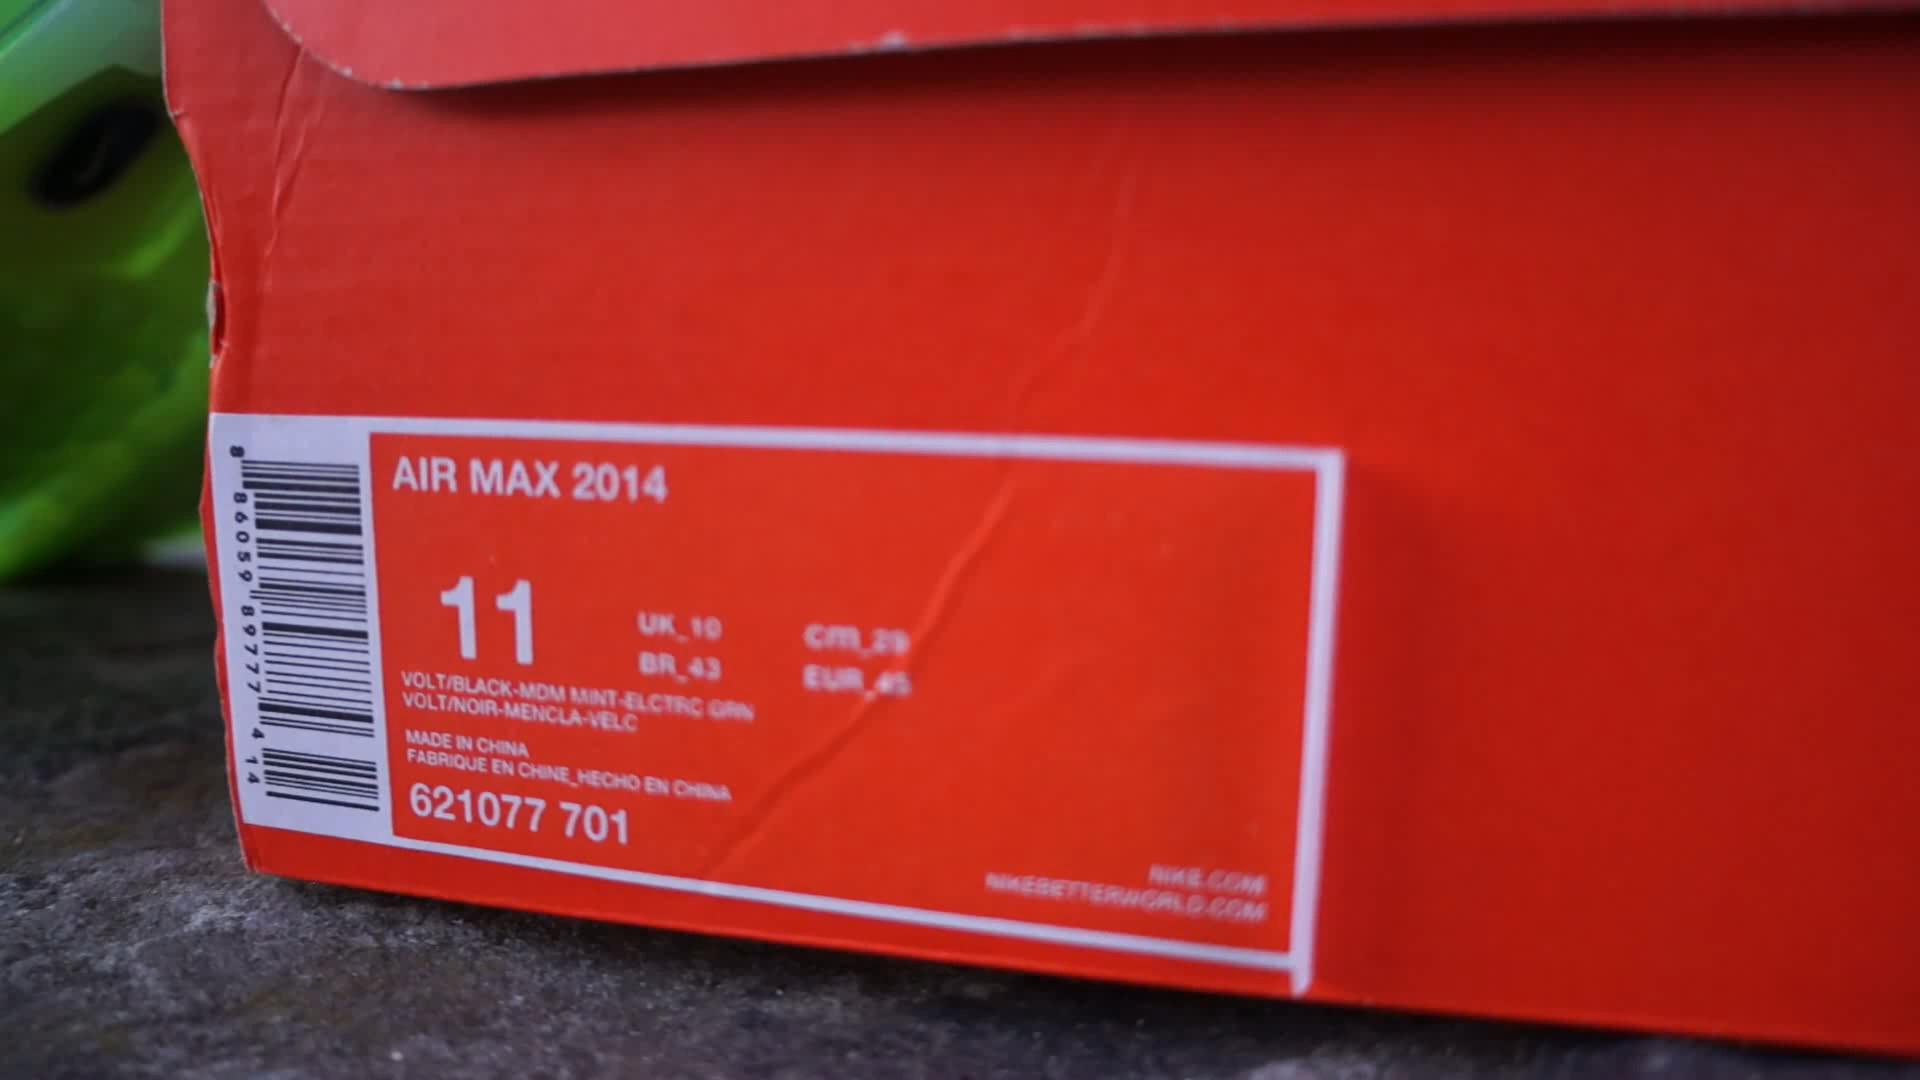 AIR MAX 2014
11
UK_10
CM_29
BR_43
EUR_45
VOLT/BLACK-MDM MINT-ELCTRC GRN
VOLT/NOIR-MENCLA-VELC
MADE IN CHINA
FABRIQUE EN CHINE_HECHO EN CHINA
621077 701
NIKE.COM
NIKEBETTERWORLD.COM
8 86059 89777 4 14